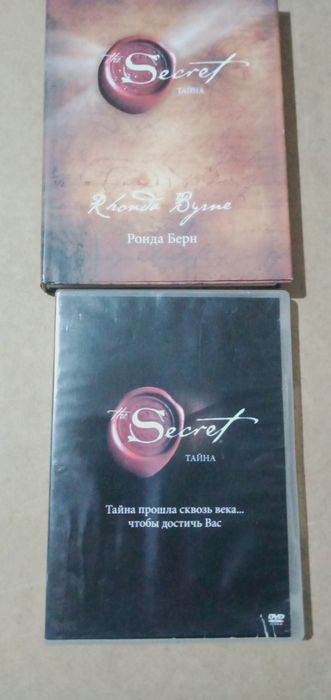 the Secret
ТАЙНА
Rhonda Byrne
Ронда Берн
the Secret
ТАЙНА
Тайна прошла сквозь века...
чтобы достичь Вас
DVD